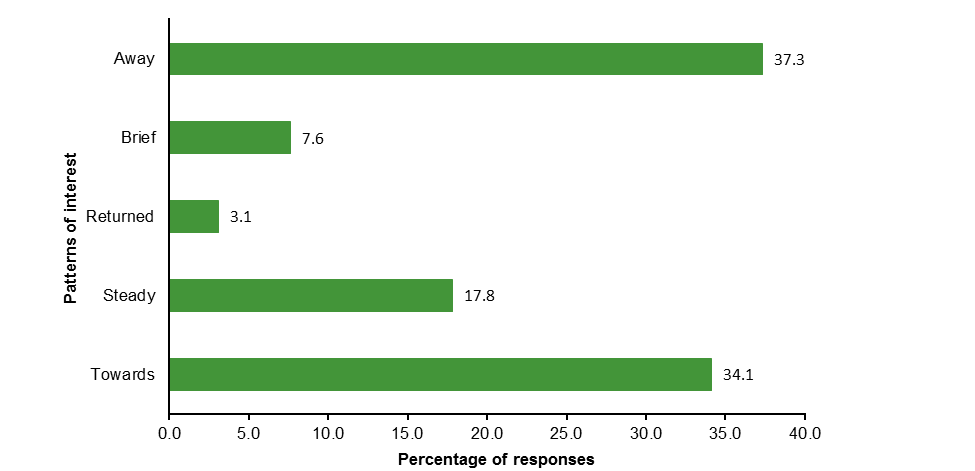 Away 37.3
Brief 7.6
Patterns of interest
Returned 3.1
Steady 17.8
Towards 34.1
0.0 5.0 10.0 15.0 20.0 25.0 30.0 35.0 40.0
Percentage of responses